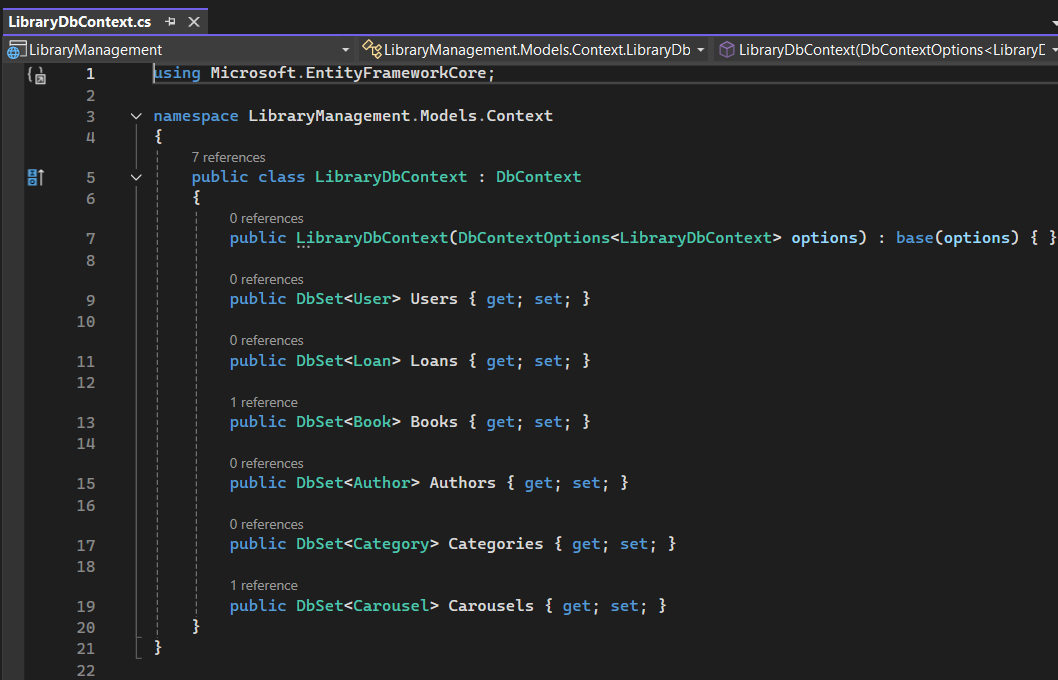 LibraryDbContext.cs
LibraryManagement LibraryManagement.Models.Context.LibraryDb LibraryDbContext(DbContextOptions<LibraryD
1 using Microsoft.EntityFrameworkCore;
2
3 namespace LibraryManagement.Models.Context
4 {
7 references
5 public class LibraryDbContext : DbContext
6 {
0 references
7 public LibraryDbContext(DbContextOptions<LibraryDbContext> options) : base(options) { }
8
0 references
9 public DbSet<User> Users { get; set; }
10
0 references
11 public DbSet<Loan> Loans { get; set; }
12
1 reference
13 public DbSet<Book> Books { get; set; }
14
0 references
15 public DbSet<Author> Authors { get; set; }
16
0 references
17 public DbSet<Category> Categories { get; set; }
18
1 reference
19 public DbSet<Carousel> Carousels { get; set; }
20 }
21 }
22